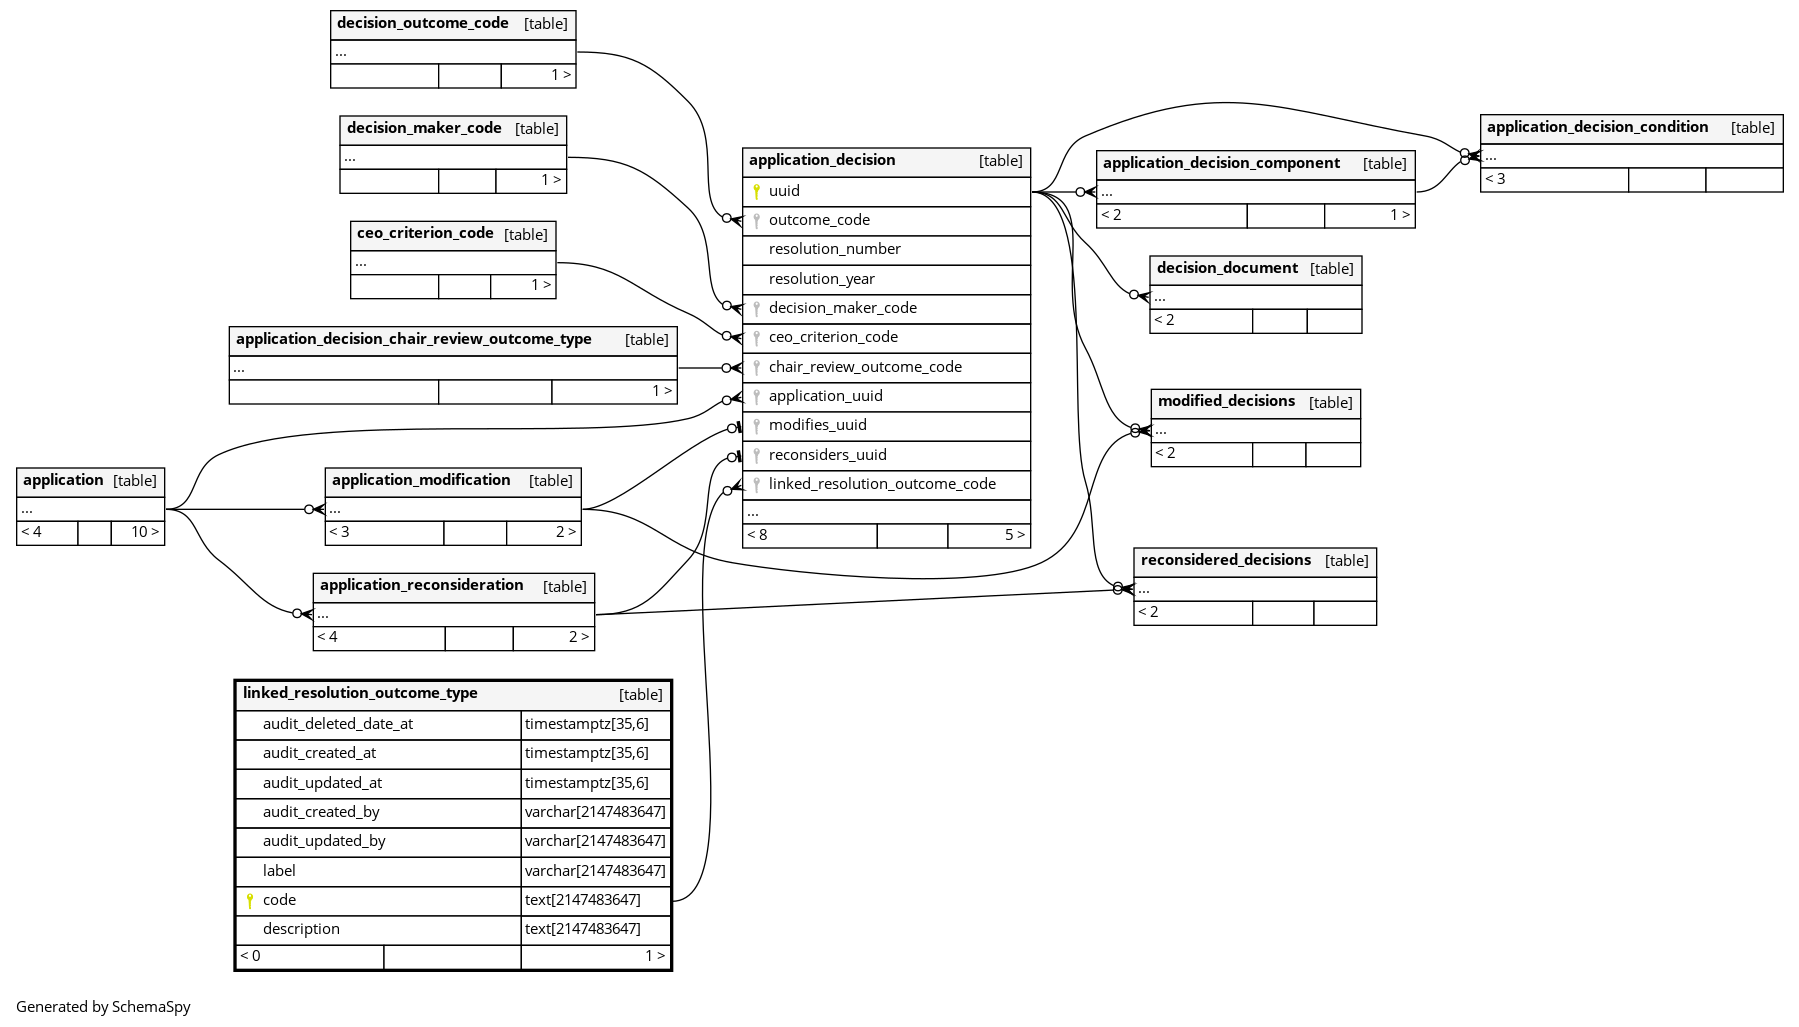 decision_outcome_code [table]
...
1 >
decision_maker_code [table]
...
1 >
ceo_criterion_code [table]
...
1 >
application_decision_chair_review_outcome_type [table]
...
1 >
application [table]
...
< 4 10 >
application_modification [table]
...
< 3 2 >
application_reconsideration [table]
...
< 4 2 >
linked_resolution_outcome_type [table]
audit_deleted_date_at timestamptz[35,6]
audit_created_at timestamptz[35,6]
audit_updated_at timestamptz[35,6]
audit_created_by varchar[2147483647]
audit_updated_by varchar[2147483647]
label varchar[2147483647]
code text[2147483647]
description text[2147483647]
< 0 1 >
application_decision [table]
uuid
outcome_code
resolution_number
resolution_year
decision_maker_code
ceo_criterion_code
chair_review_outcome_code
application_uuid
modifies_uuid
reconsiders_uuid
linked_resolution_outcome_code
...
< 8 5 >
application_decision_component [table]
...
< 2 1 >
decision_document [table]
...
< 2
modified_decisions [table]
...
< 2
reconsidered_decisions [table]
...
< 2
application_decision_condition [table]
...
< 3
Generated by SchemaSpy